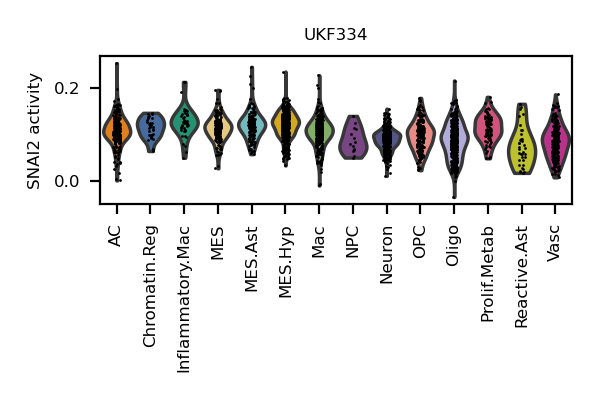 UKF334
SNAI2 activity
0.2
0.0
AC
Chromatin.Reg
Inflammatory.Mac
MES
MES.Ast
MES.Hyp
Mac
NPC
Neuron
OPC
Oligo
Prolif.Metab
Reactive.Ast
Vasc